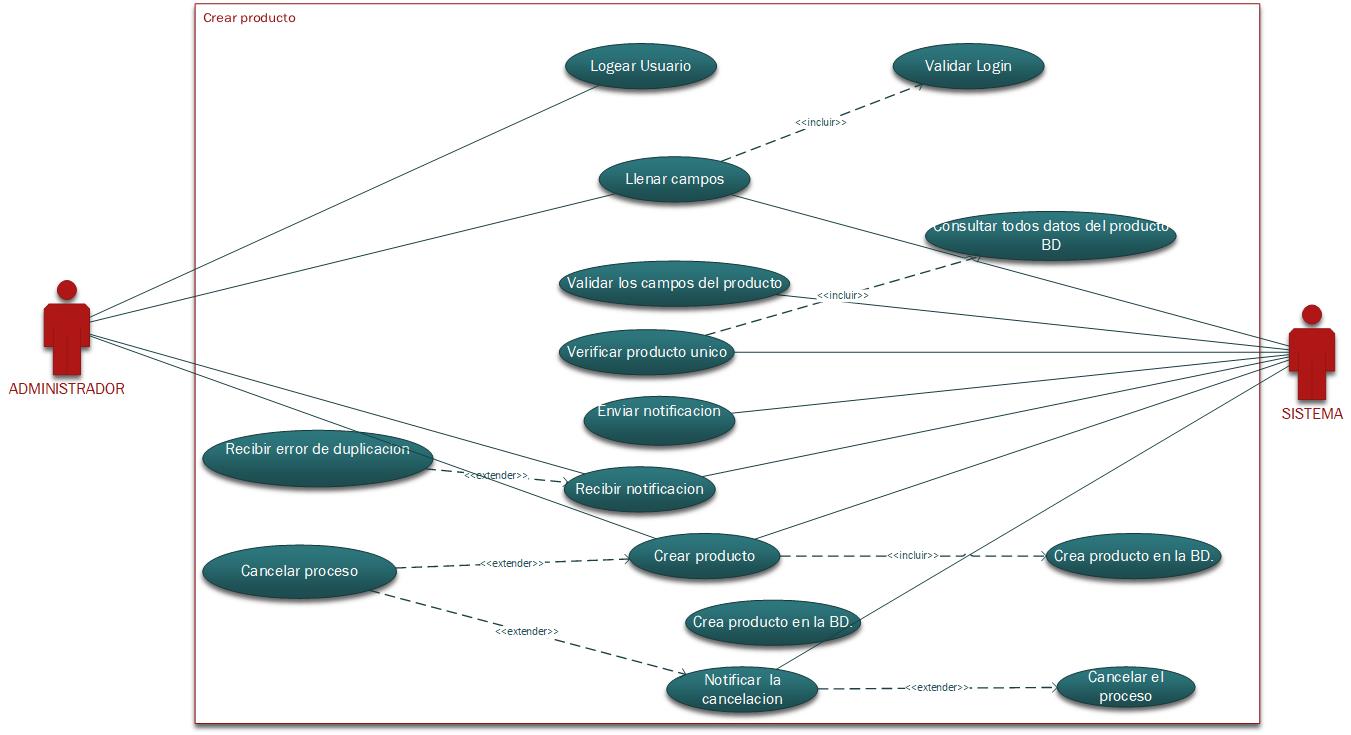 Crear producto
Logear Usuario
Validar Login
<<incluir>>
Llenar campos
Consultar todos datos del producto
BD
Validar los campos del producto
<<incluir>>
Verificar producto unico
ADMINISTRADOR
SISTEMA
Enviar notificacion
Recibir error de duplicacion
<<extender>>
Recibir notificacion
Crear producto
<<incluir>>
Crea producto en la BD.
Cancelar proceso
<<extender>>
Crea producto en la BD.
<<extender>>
Notificar la
cancelacion
<<extender>>
Cancelar el
proceso